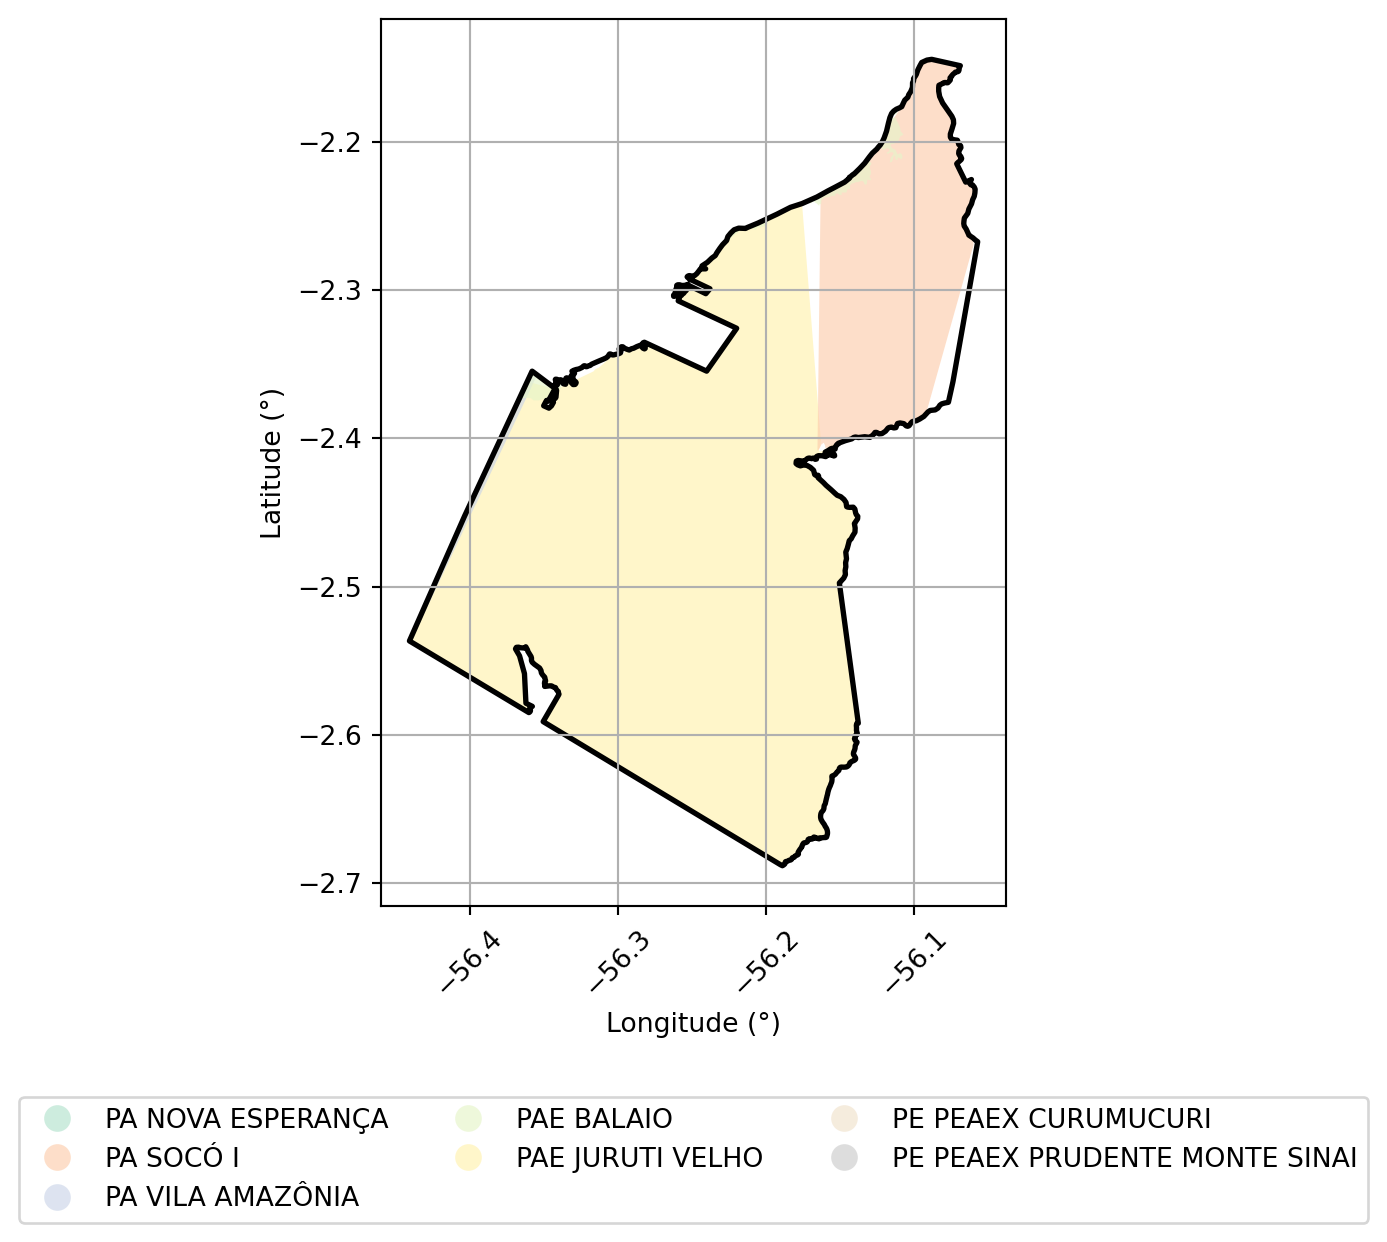 −2.2
−2.3
−2.4
−2.5
−2.6
−2.7
Latitude (°)
−56.4
−56.3
−56.2
−56.1
Longitude (°)
PA NOVA ESPERANÇA
PA SOCÓ I
PA VILA AMAZÔNIA
PAE BALAIO
PAE JURUTI VELHO
PE PEAEX CURUMUCURI
PE PEAEX PRUDENTE MONTE SINAI